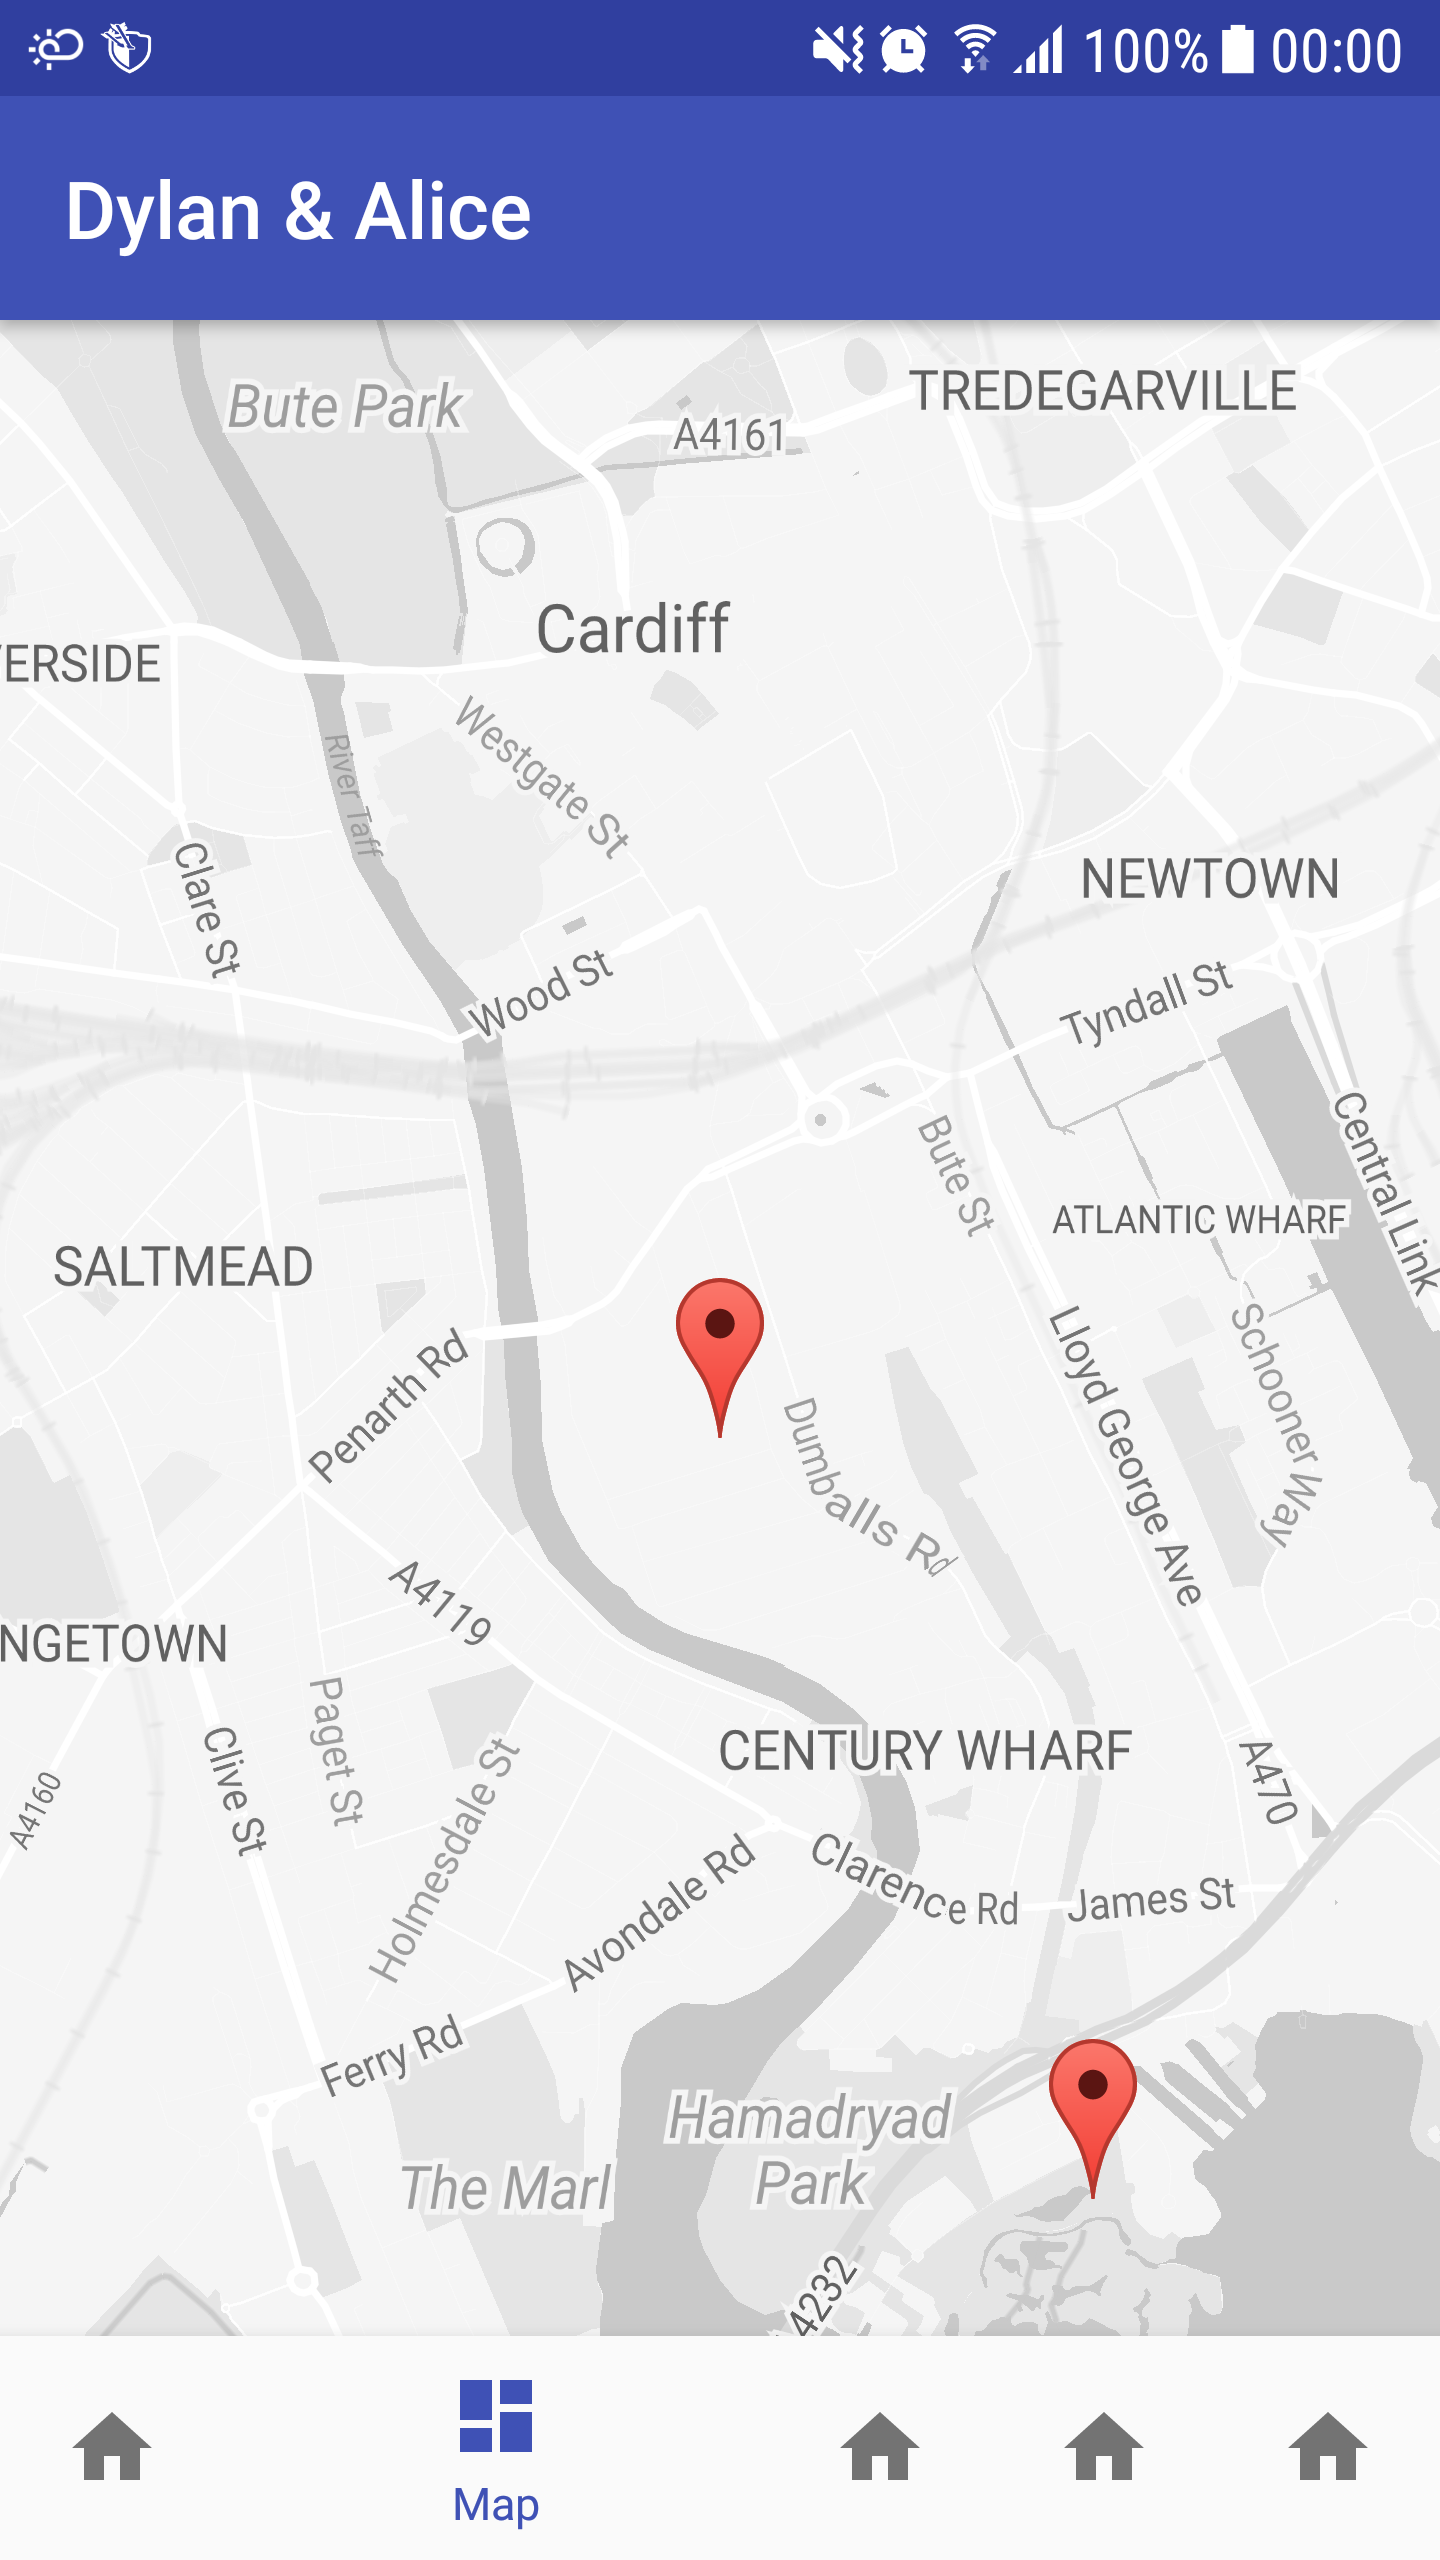 100% 00:00
Dylan & Alice
Bute Park
TREDEGARVILLE
A4161
Cardiff
ERSIDE
Westgate St
River Taff
Clare St
NEWTOWN
Wood St
Tyndall St
Central Link
Bute St
ATLANTIC WHARF
SALTMEAD
Penarth Rd
Lloyd George Ave
Schooner Way
Dumballs Rd
A4119
NGETOWN
Paget St
Clive St
Holmesdale St
CENTURY WHARF
A470
A4160
Avondale Rd
Clarence Rd
James St
Ferry Rd
Hamadryad
Park
The Marl
4232
Map